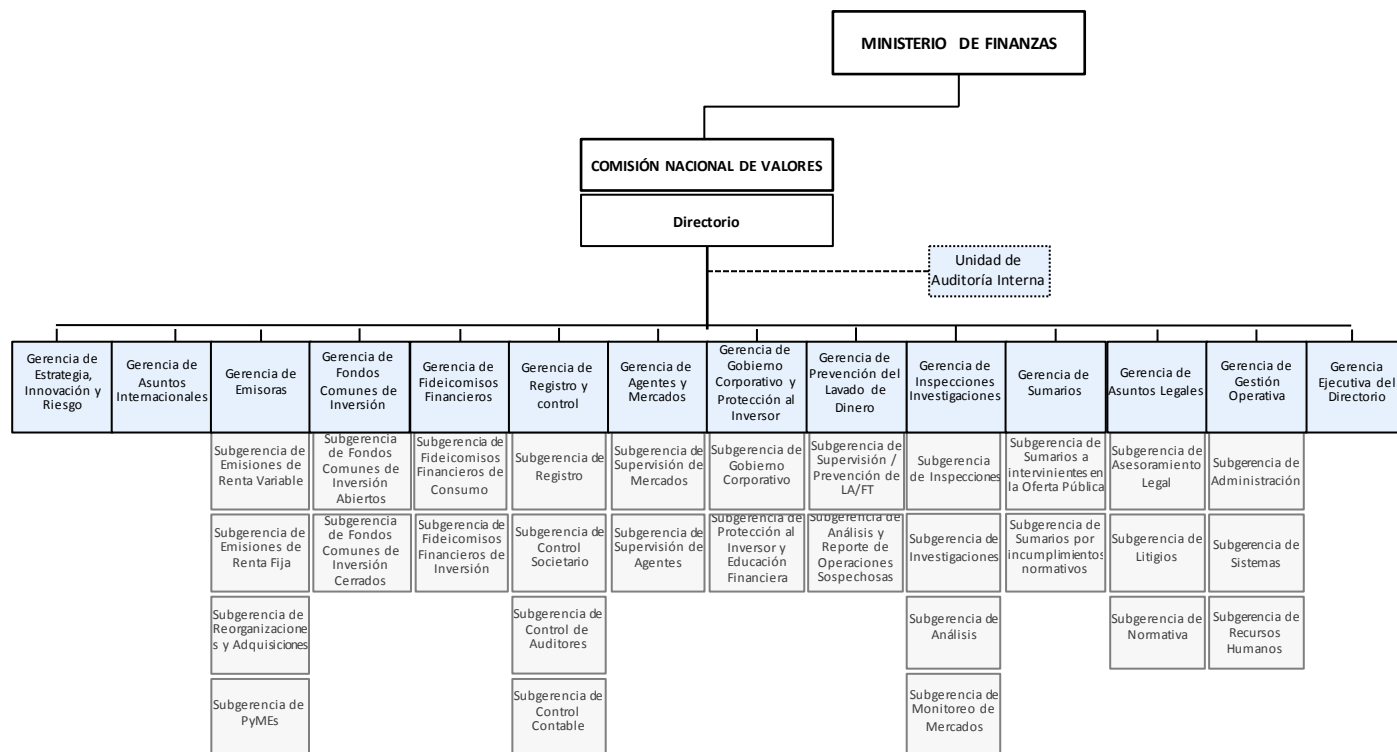 MINISTERIO DE FINANZAS
COMISIÓN NACIONAL DE VALORES
Directorio
Unidad de
Auditoría Interna
Gerencia de
Estrategia,
Innovación y
Riesgo
Gerencia de
Asuntos
Internacionales
Gerencia
de Emisoras
Gerencia de
Fondos
Comunes de
Inversión
Gerencia de
Fideicomisos
Financieros
Gerencia de
Registro y
control
Gerencia de
Agentes y
Mercados
Gerencia de
Gobierno
Corporativo y
Protección al
Inversor
Gerencia de
Prevención del
Lavado de
Dinero
Gerencia de
Inspecciones
Investigaciones
Gerencia de
Sumarios
Gerencia de
Asuntos Legales
Gerencia de
Gestión
Operativa
Gerencia
Ejecutiva del
Directorio
Subgerencia de
Emisiones de
Renta Variable
Subgerencia
de Fondos
Comunes de
Inversión
Abiertos
Subgerencia de
Fideicomisos
Financieros de
Consumo
Subgerencia de
Registro
Subgerencia de
Supervisión de
Mercados
Subgerencia de
Gobierno
Corporativo
Subgerencia de
Supervisión /
Prevención de
LA/FT
Subgerencia
de Inspecciones
Subgerencia de
Sumarios a
intervinientes en
la Oferta Pública
Subgerencia de
Asesoramiento
Legal
Subgerencia de
Administración
Subgerencia de
Emisiones de
Renta Fija
Subgerencia
de Fondos
Comunes de
Inversión
Cerrados
Subgerencia de
Fideicomisos
Financieros de
Inversión
Subgerencia de
Control
Societario
Subgerencia de
Supervisión de
Agentes
Subgerencia de
Protección al
Inversor y
Educación
Financiera
Subgerencia de
Análisis y
Reporte de
Operaciones
Sospechosas
Subgerencia de
Investigaciones
Subgerencia de
Sumarios por
incumplimientos
normativos
Subgerencia de
Litigios
Subgerencia de
Sistemas
Subgerencia de
Reorganizacione
s y Adquisiciones
Subgerencia de
Control de
Auditores
Subgerencia de
Análisis
Subgerencia de
Normativa
Subgerencia de
Recursos
Humanos
Subgerencia de
PyMEs
Subgerencia de
Control
Contable
Subgerencia de
Monitoreo de
Mercados